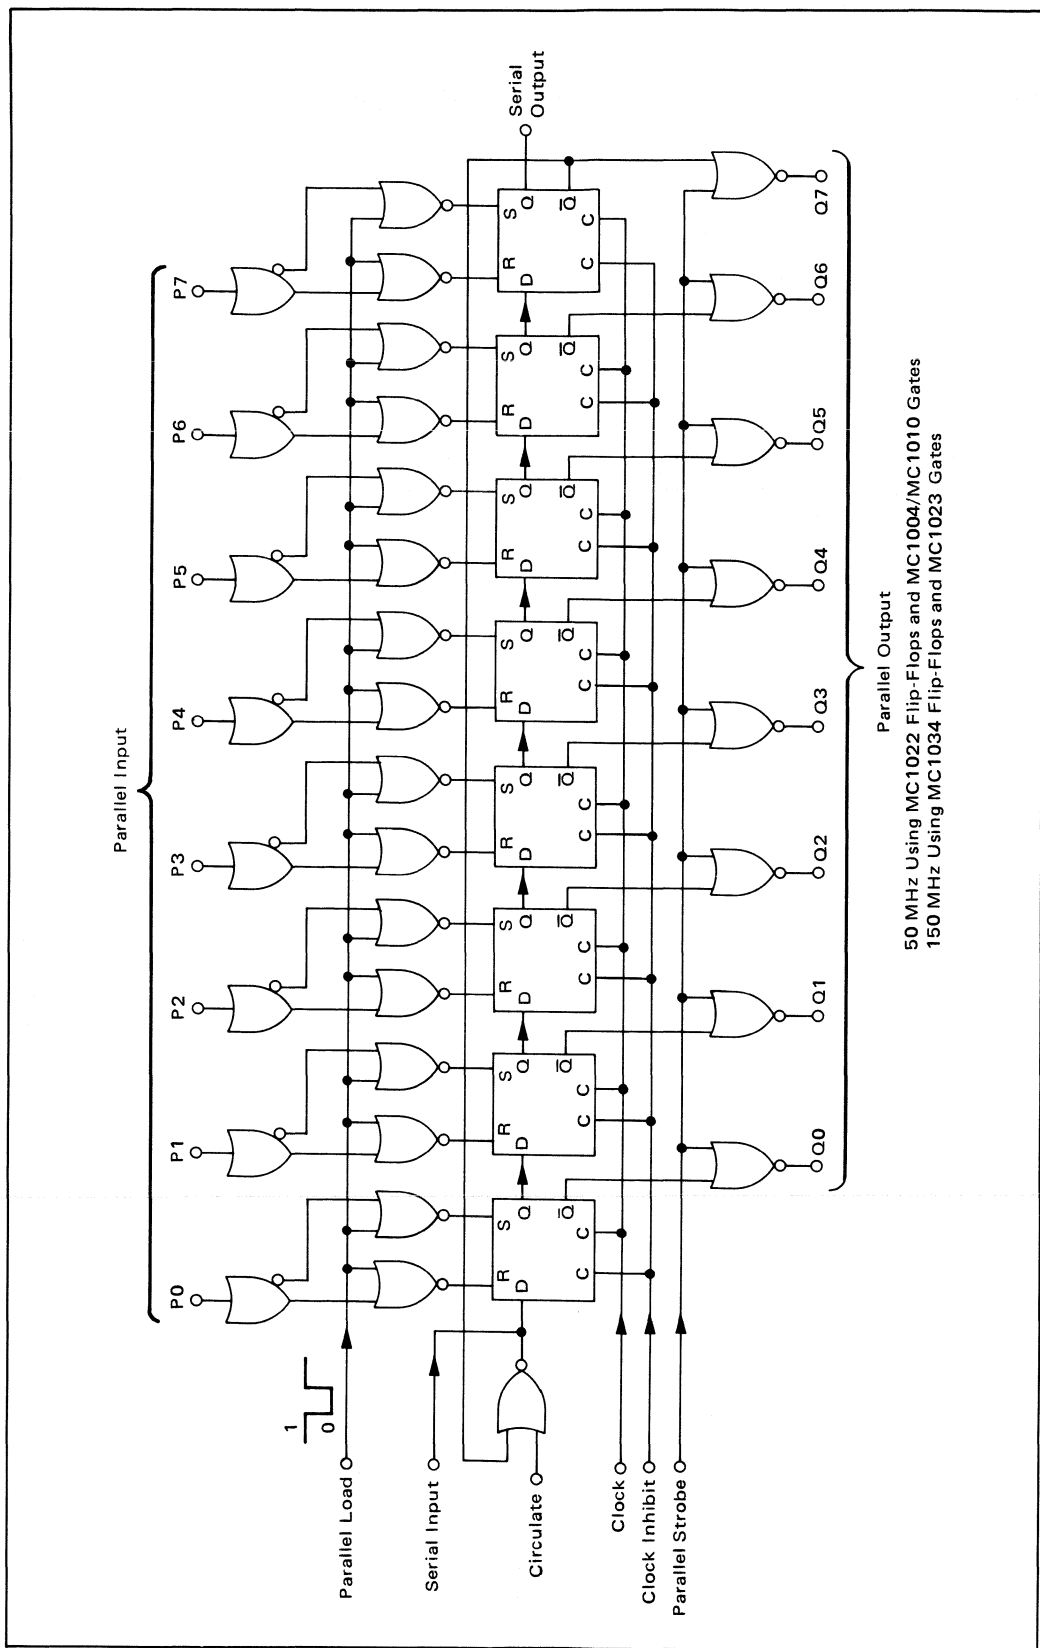 Parallel Input
P0 P1 P2 P3 P4 P5 P6 P7
1
0
Parallel Load
Serial Input
Circulate
Clock
Clock Inhibit
Parallel Strobe
R S R S R S R S R S R S R S R S
D Q D Q D Q D Q D Q D Q D Q D Q
Q̅ Q̅ Q̅ Q̅ Q̅ Q̅ Q̅ Q̅
C C C C C C C C C C C C C C C C
Serial
Output
Q0 Q1 Q2 Q3 Q4 Q5 Q6 Q7
Parallel Output
50 MHz Using MC1022 Flip-Flops and MC1004/MC1010 Gates
150 MHz Using MC1034 Flip-Flops and MC1023 Gates